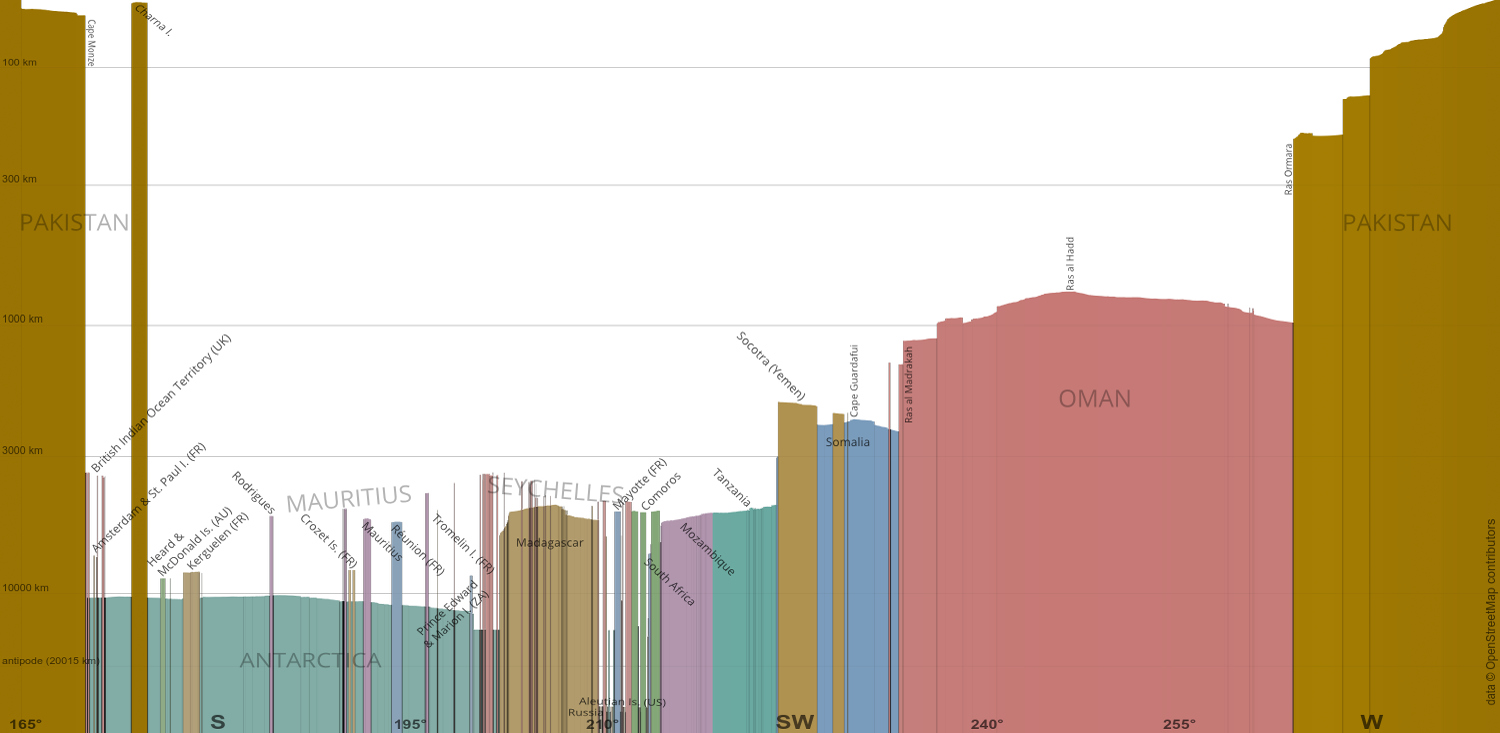 Charna I.
Cape Monze
100 km
Ras Ormara
300 km
PAKISTAN
PAKISTAN
Ras al Hadd
1000 km
British Indian Ocean Territory (UK)
Socotra (Yemen)
Cape Guardafui
Ras al Madrakah
OMAN
Somalia
3000 km
Amsterdam & St. Paul I. (FR)
Rodrigues
MAURITIUS
SEYCHELLES
Mayotte (FR)
Comoros
Tanzania
Heard &
McDonald Is. (AU)
Kerguelen (FR)
Crozet Is. (FR)
Mauritius
Réunion (FR)
Tromelin I. (FR)
Madagascar
Mozambique
South Africa
10000 km
Prince Edward
& Marion I. (ZA)
ANTARCTICA
antipode (20015 km)
Aleutian Is. (US)
Russia
165°
S
195°
210°
SW
240°
255°
W
data © OpenStreetMap contributors